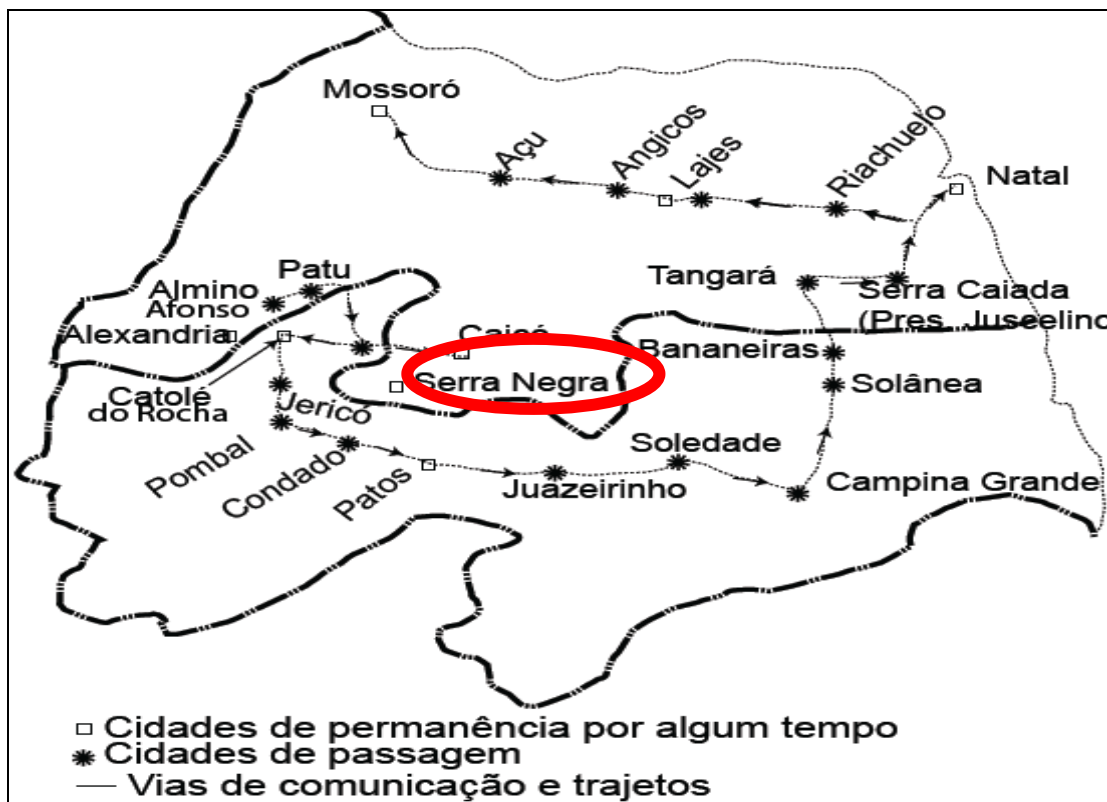 Mossoró
Açu
Angicos
Lajes
Riachuelo
Natal
Patu
Almino
Afonso
Alexandria
Tangará
Serra Caiada
(Pres. Juscelino
Caicó
Bananeiras
Serra Negra
Solânea
Catolé
do Rocha
Jericó
Pombal
Condado
Patos
Soledade
Juazeirinho
Campina Grande
Cidades de permanência por algum tempo
Cidades de passagem
Vias de comunicação e trajetos